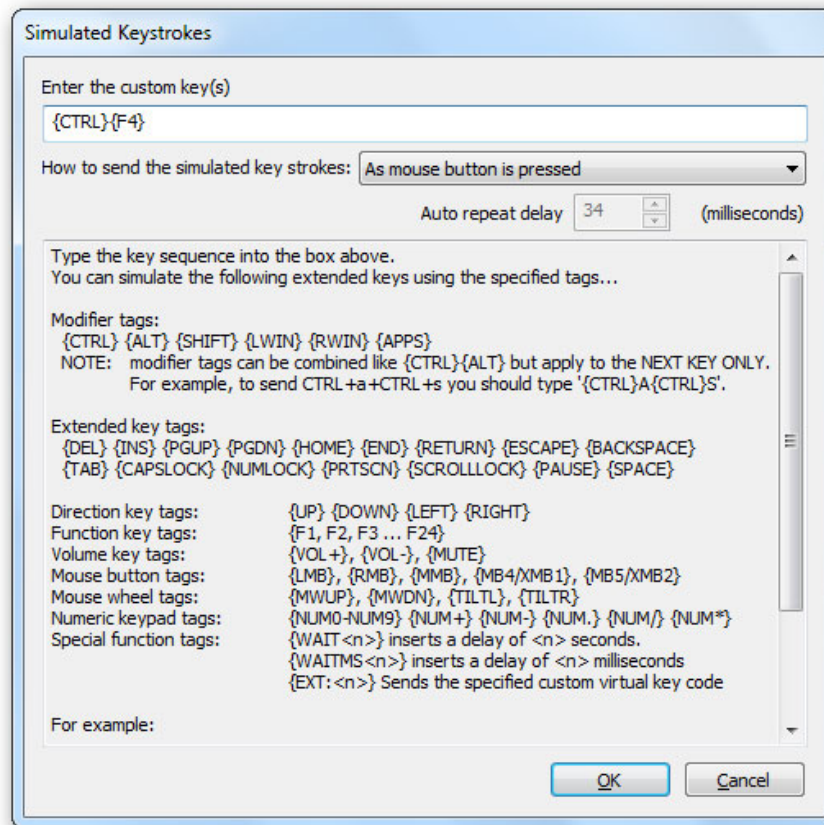 Simulated Keystrokes
Enter the custom key(s)
{CTRL}{F4}
How to send the simulated key strokes: As mouse button is pressed
Auto repeat delay 34 (milliseconds)
Type the key sequence into the box above.
You can simulate the following extended keys using the specified tags...
Modifier tags:
{CTRL} {ALT} {SHIFT} {LWIN} {RWIN} {APPS}
NOTE: modifier tags can be combined like {CTRL}{ALT} but apply to the NEXT KEY ONLY.
For example, to send CTRL+a+CTRL+s you should type '{CTRL}A{CTRL}S'.
Extended key tags:
{DEL} {INS} {PGUP} {PGDN} {HOME} {END} {RETURN} {ESCAPE} {BACKSPACE}
{TAB} {CAPSLOCK} {NUMLOCK} {PRTSCN} {SCROLLLOCK} {PAUSE} {SPACE}
Direction key tags: {UP} {DOWN} {LEFT} {RIGHT}
Function key tags: {F1, F2, F3 ... F24}
Volume key tags: {VOL+}, {VOL-}, {MUTE}
Mouse button tags: {LMB}, {RMB}, {MMB}, {MB4/XMB1}, {MB5/XMB2}
Mouse wheel tags: {MWUP}, {MWDN}, {TILTL}, {TILTR}
Numeric keypad tags: {NUM0-NUM9} {NUM+} {NUM-} {NUM.} {NUM/} {NUM*}
Special function tags: {WAIT<n>} inserts a delay of <n> seconds.
{WAITMS<n>} inserts a delay of <n> milliseconds
{EXT:<n>} Sends the specified custom virtual key code
For example:
OK Cancel